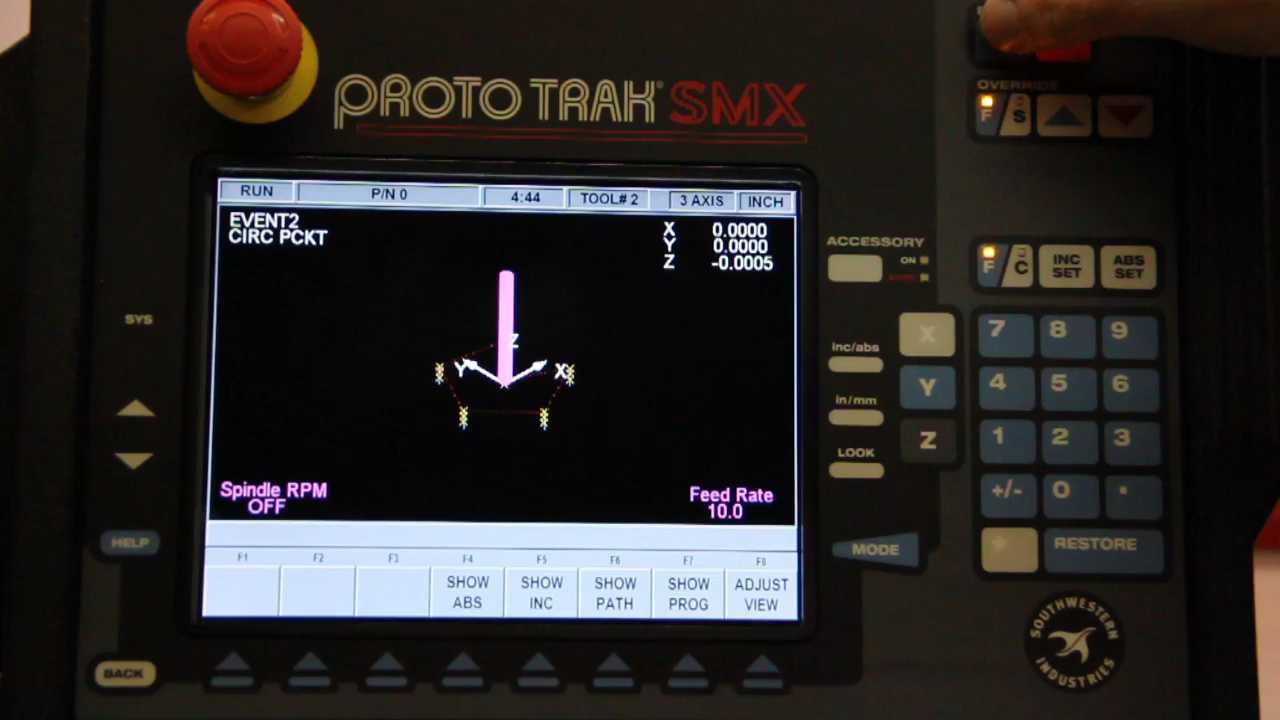 PROTO TRAK® SMX
OVERRIDE
F S
RUN P/N 0 4:44 TOOL# 2 3 AXIS INCH
EVENT2
CIRC PCKT
X 0.0000
Y 0.0000
Z -0.0005
Z
Y X
Spindle RPM
OFF
Feed Rate
10.0
F1 F2 F3 F4 F5 F6 F7 F8
SHOW ABS
SHOW INC
SHOW PATH
SHOW PROG
ADJUST VIEW
SYS
HELP
BACK
ACCESSORY
ON
inc/abs
in/mm
LOOK
MODE
F C
INC SET
ABS SET
X 7 8 9
Y 4 5 6
Z 1 2 3
+/- 0 .
* RESTORE
SOUTHWESTERN
INDUSTRIES